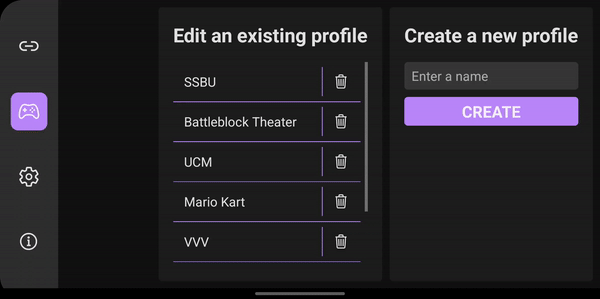 Edit an existing profile
SSBU
Battleblock Theater
UCM
Mario Kart
VVV
Create a new profile
Enter a name
CREATE